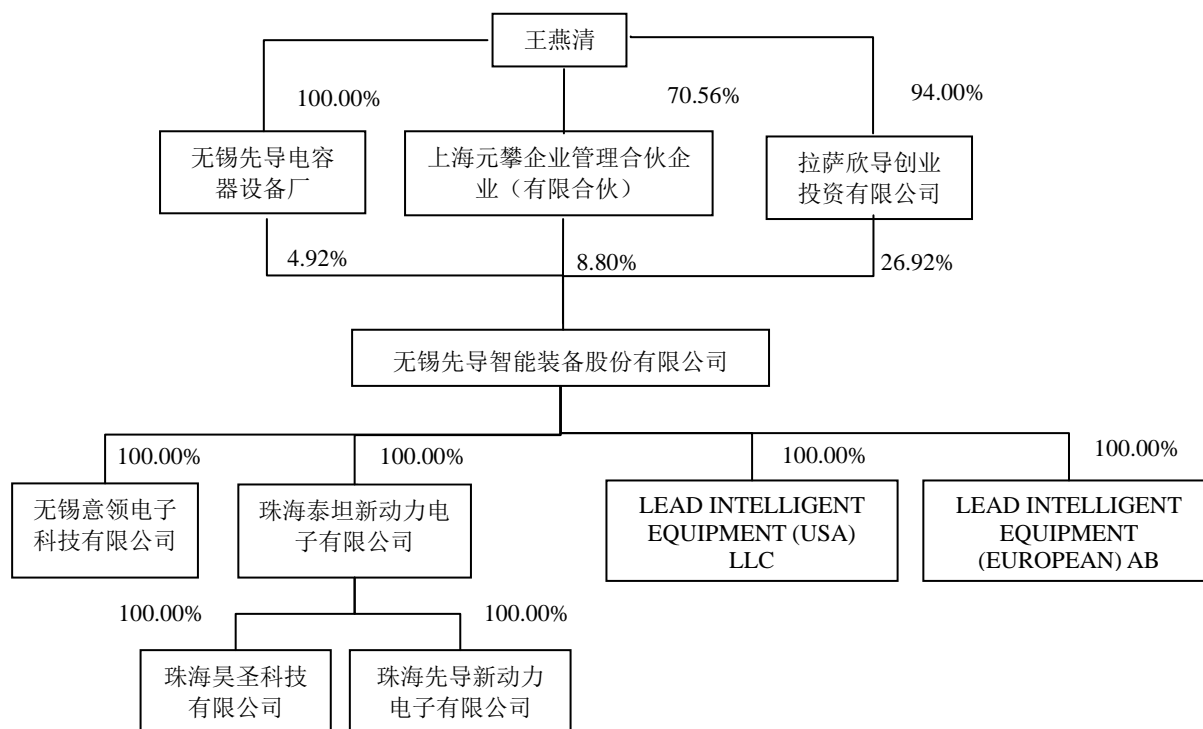 王燕清
100.00%
70.56%
94.00%
无锡先导电容
器设备厂
上海元攀企业管理合伙企
业（有限合伙）
拉萨欣导创业
投资有限公司
4.92%
8.80%
26.92%
无锡先导智能装备股份有限公司
100.00%
100.00%
100.00%
100.00%
无锡意领电子
科技有限公司
珠海泰坦新动力电
子有限公司
LEAD INTELLIGENT
EQUIPMENT (USA)
LLC
LEAD INTELLIGENT
EQUIPMENT
(EUROPEAN) AB
100.00%
100.00%
珠海昊圣科技
有限公司
珠海先导新动力
电子有限公司